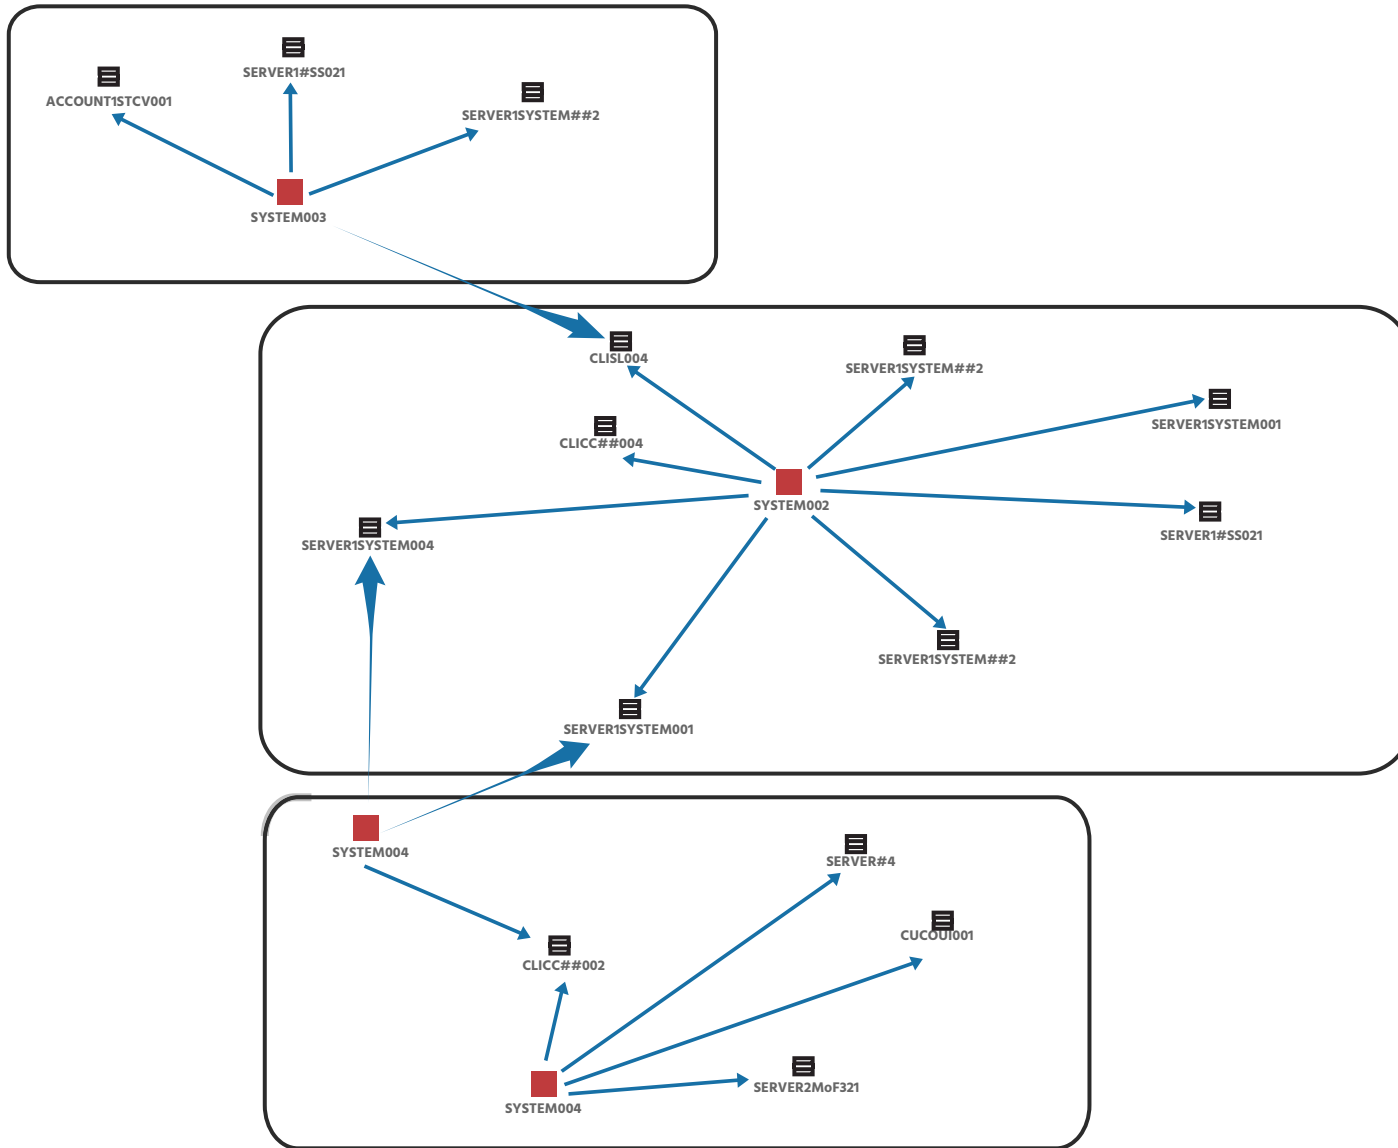 SERVER1#SS021
ACCOUNT1STCV001
SERVER1SYSTEM##2
SYSTEM003
CLISL004
SERVER1SYSTEM##2
SERVER1SYSTEM001
CLICC##004
SYSTEM002
SERVER1#SS021
SERVER1SYSTEM004
SERVER1SYSTEM##2
SERVER1SYSTEM001
SYSTEM004
SERVER#4
CUCOUI001
CLICC##002
SERVER2MoF321
SYSTEM004